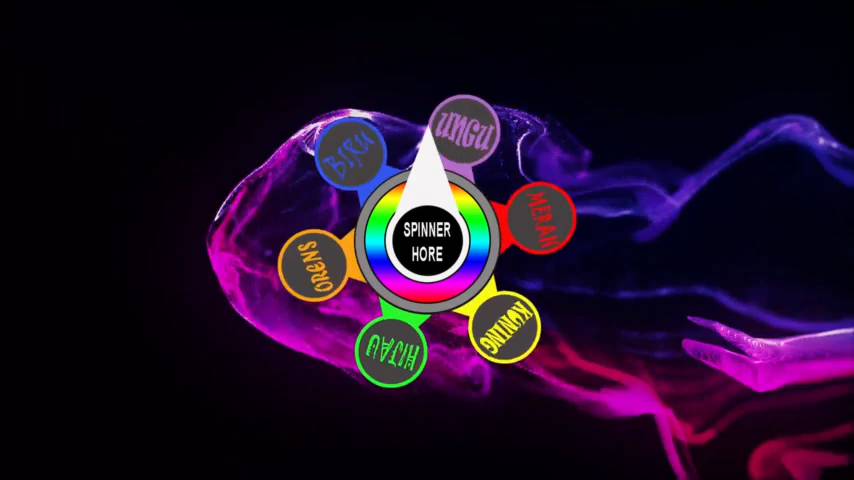 UNGU
BIRU
MERAH
SPINNER
HORE
ORENS
KUNING
HIJAU